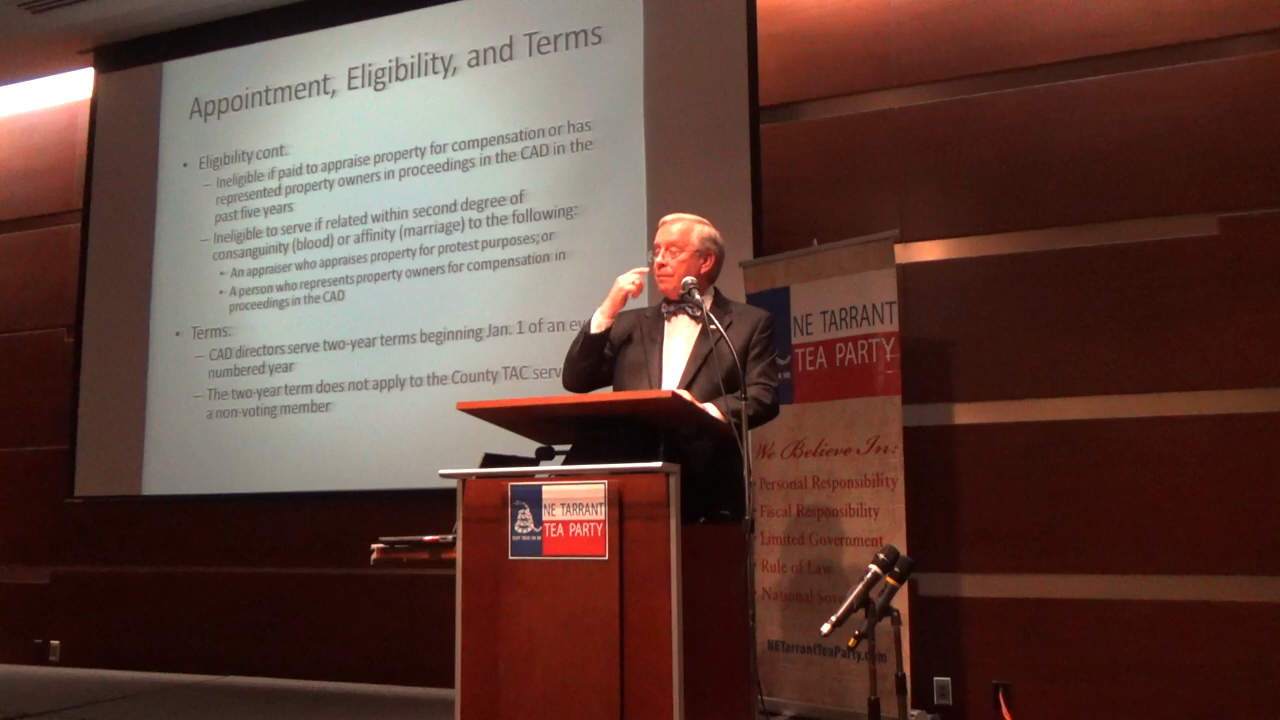 Appointment, Eligibility, and Terms
• Eligibility cont.
– Ineligible if paid to appraise property for compensation or has
represented property owners in proceedings in the CAD in the
past five years
– Ineligible to serve if related within second degree of
consanguinity (blood) or affinity (marriage) to the following:
• An appraiser who appraises property for protest purposes; or
• A person who represents property owners for compensation in
proceedings in the CAD
• Terms:
– CAD directors serve two-year terms beginning Jan. 1 of an ev
numbered year
– The two-year term does not apply to the County TAC serv
a non-voting member
NE TARRANT
TEA PARTY
We Believe In:
• Personal Responsibility
• Fiscal Responsibility
• Limited Government
• Rule of Law
• National Sove
NETarrantTeaParty.com
NE TARRANT
TEA PARTY